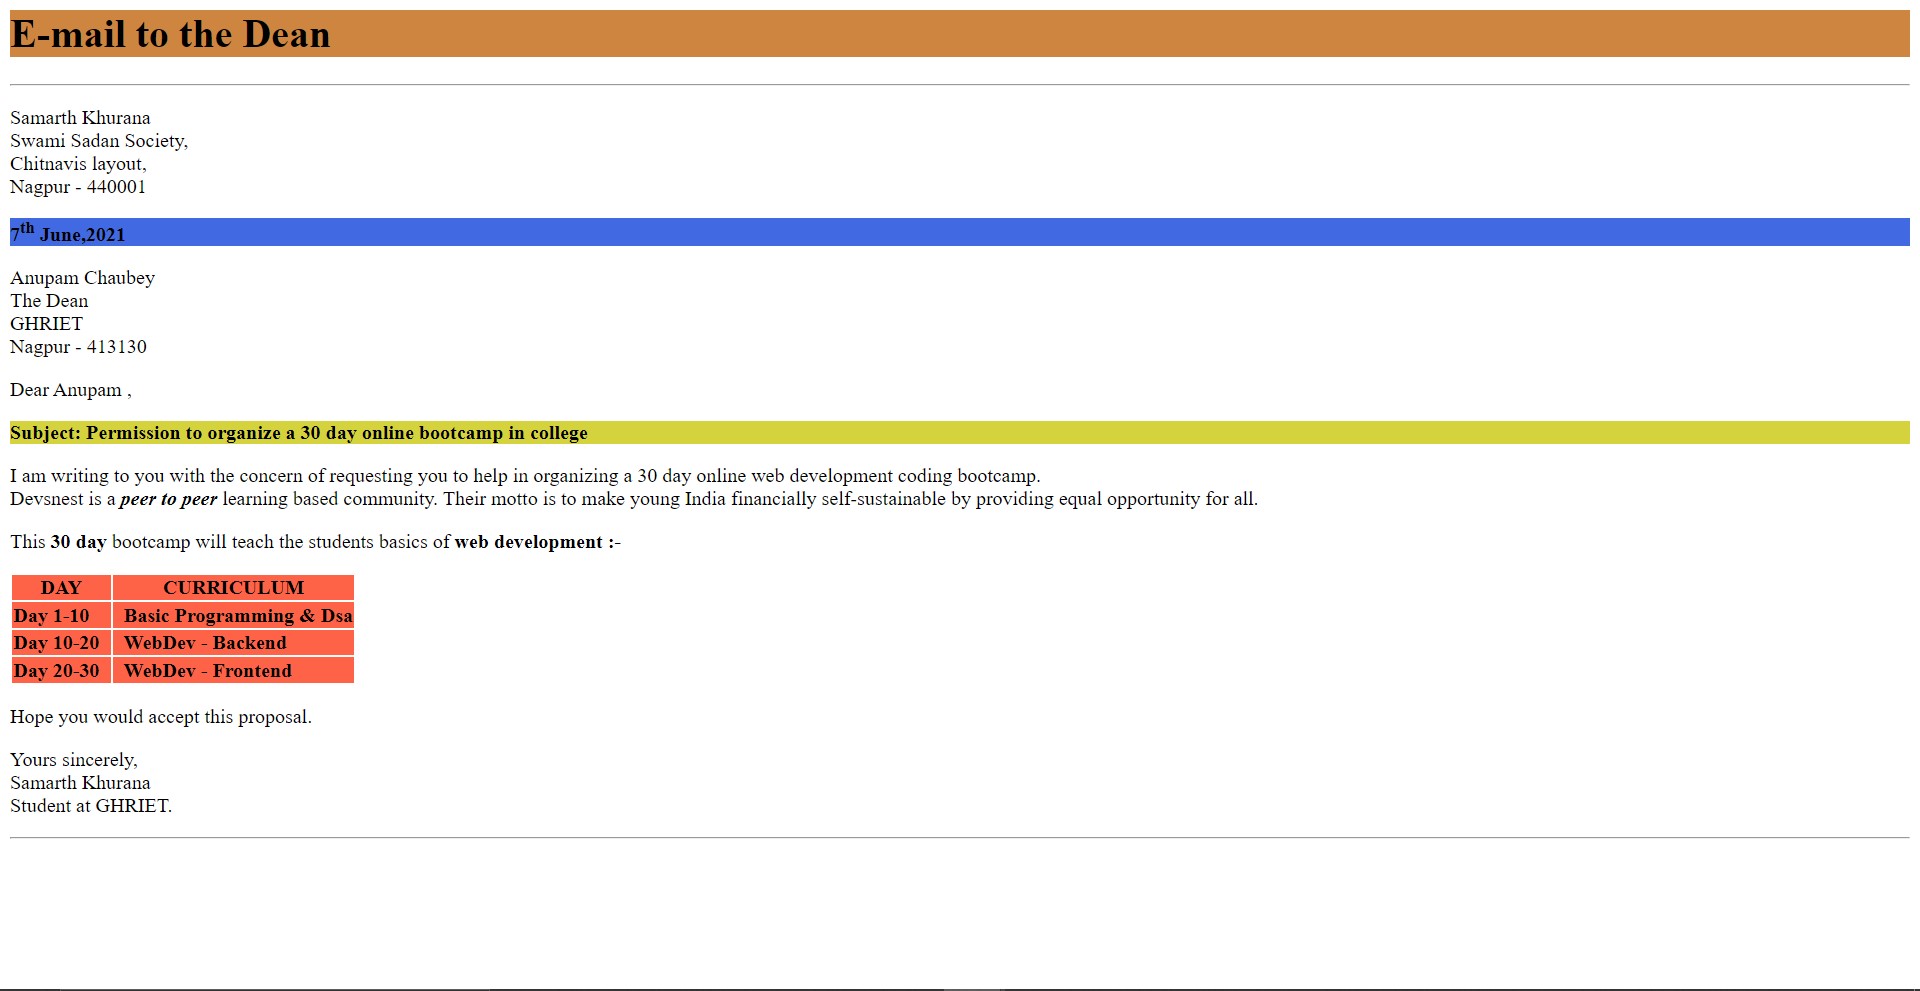 E-mail to the Dean
Samarth Khurana
Swami Sadan Society,
Chitnavis layout,
Nagpur - 440001
7th June,2021
Anupam Chaubey
The Dean
GHRIET
Nagpur - 413130
Dear Anupam ,
Subject: Permission to organize a 30 day online bootcamp in college
I am writing to you with the concern of requesting you to help in organizing a 30 day online web development coding bootcamp.
Devsnest is a peer to peer learning based community. Their motto is to make young India financially self-sustainable by providing equal opportunity for all.
This 30 day bootcamp will teach the students basics of web development :-
DAY CURRICULUM
Day 1-10 Basic Programming & Dsa
Day 10-20 WebDev - Backend
Day 20-30 WebDev - Frontend
Hope you would accept this proposal.
Yours sincerely,
Samarth Khurana
Student at GHRIET.